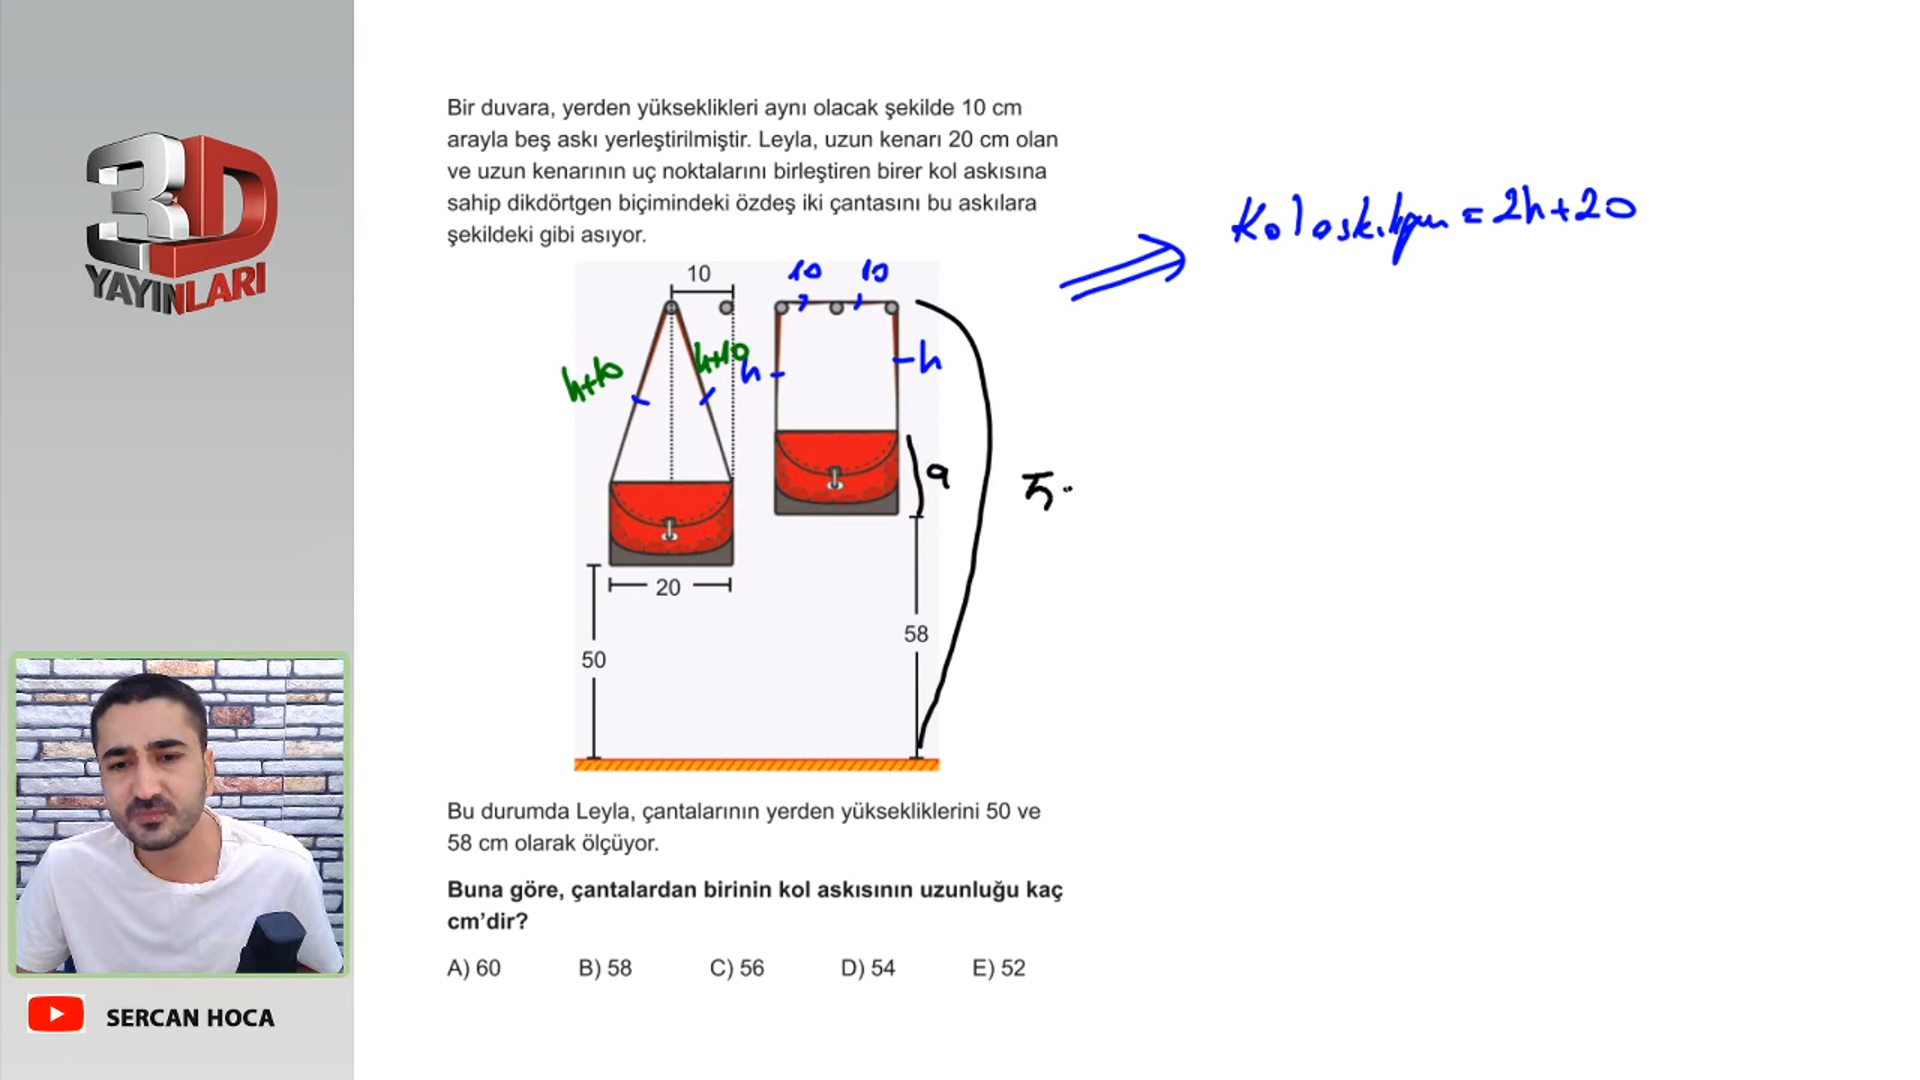 3D
YAYINLARI
Bir duvara, yerden yükseklikleri aynı olacak şekilde 10 cm
arayla beş askı yerleştirilmiştir. Leyla, uzun kenarı 20 cm olan
ve uzun kenarının uç noktalarını birleştiren birer kol askısına
sahip dikdörtgen biçimindeki özdeş iki çantasını bu askılara
şekildeki gibi asıyor.
Kol askılığın = 2h+20
10
10 10
h+10 h+10 h h
a
5
20
58
50
Bu durumda Leyla, çantalarının yerden yüksekliklerini 50 ve
58 cm olarak ölçüyor.
Buna göre, çantalardan birinin kol askısının uzunluğu kaç
cm'dir?
A) 60 B) 58 C) 56 D) 54 E) 52
SERCAN HOCA